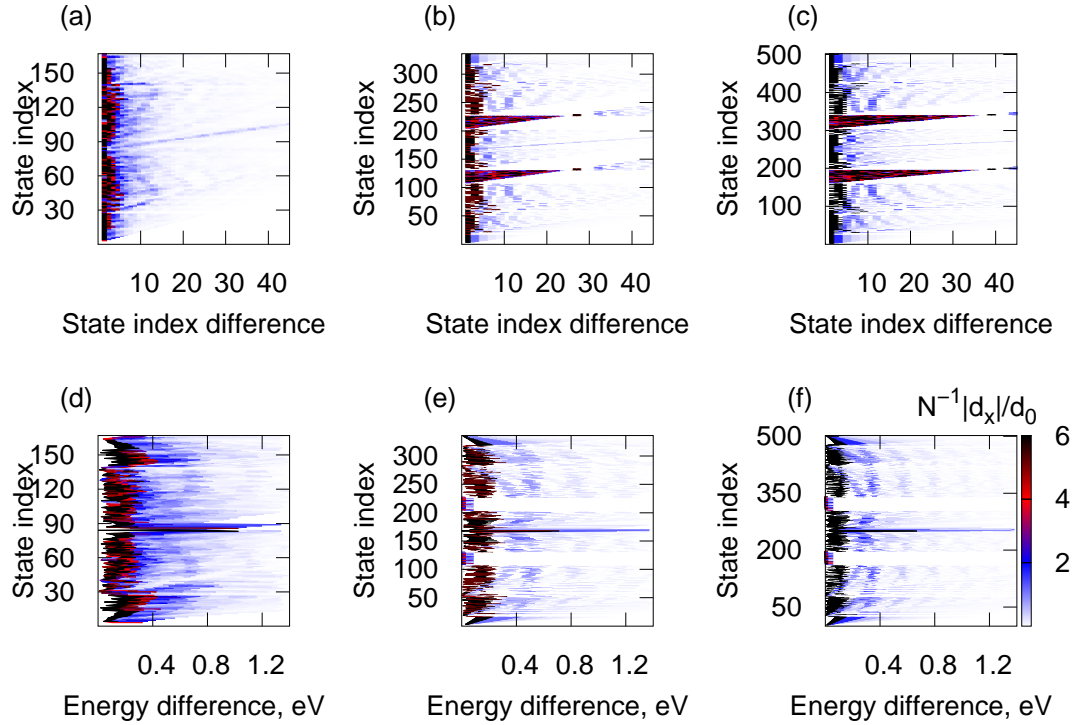 (a)
(b)
(c)
State index
150
120
90
60
30
State index
300
250
200
150
100
50
State index
500
400
300
200
100
10 20 30 40
10 20 30 40
10 20 30 40
State index difference
State index difference
State index difference
(d)
(e)
(f)
N⁻¹|dₓ|/d₀
State index
150
120
90
60
30
State index
300
250
200
150
100
50
State index
500
350
200
50
6
4
2
0.4 0.8 1.2
0.4 0.8 1.2
0.4 0.8 1.2
Energy difference, eV
Energy difference, eV
Energy difference, eV